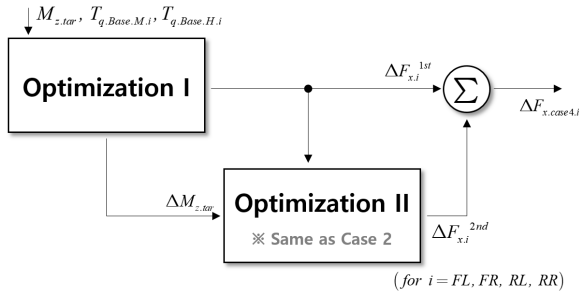 M_{z.tar}, T_{q.Base.M.i}, T_{q.Base.H.i}
Optimization I
ΔF_{x.i}^{1st}
Σ
ΔF_{x.case4.i}
ΔM_{z.tar}
Optimization II
※ Same as Case 2
ΔF_{x.i}^{2nd}
(for i = FL, FR, RL, RR)